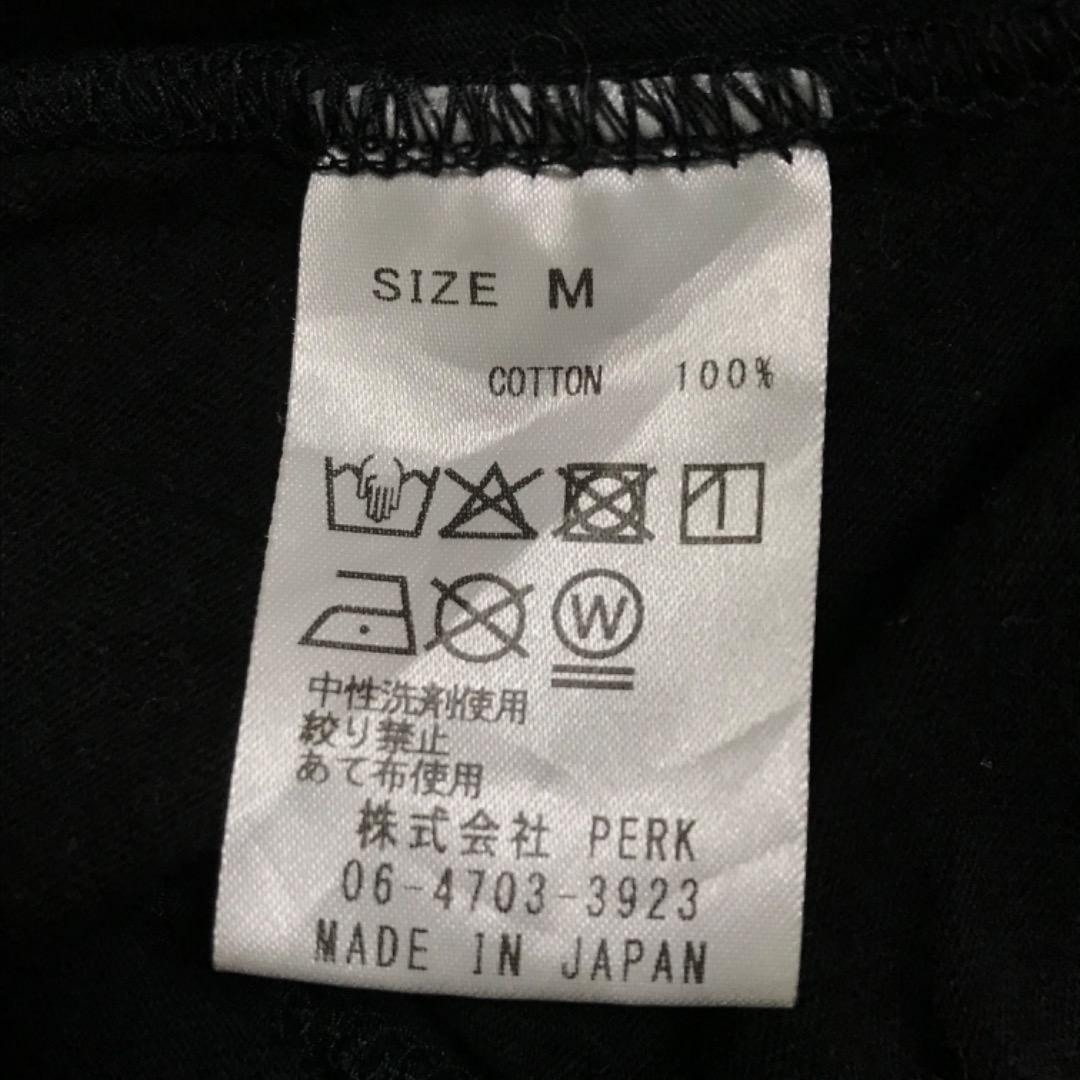 SIZE M
COTTON 100%
W
中性洗剤使用
絞り禁止
あて布使用
株式会社 PERK
06-4703-3923
MADE IN JAPAN